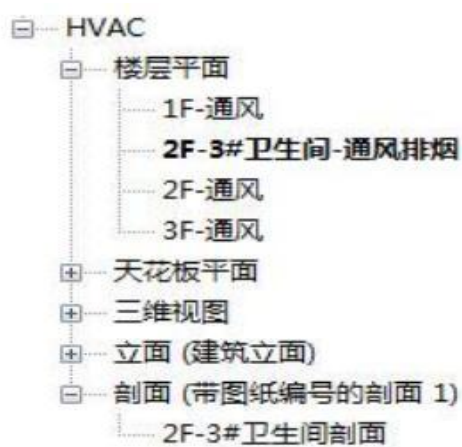 HVAC
楼层平面
1F-通风
2F-3#卫生间-通风排烟
2F-通风
3F-通风
天花板平面
三维视图
立面 (建筑立面)
剖面 (带图纸编号的剖面 1)
2F-3#卫生间剖面